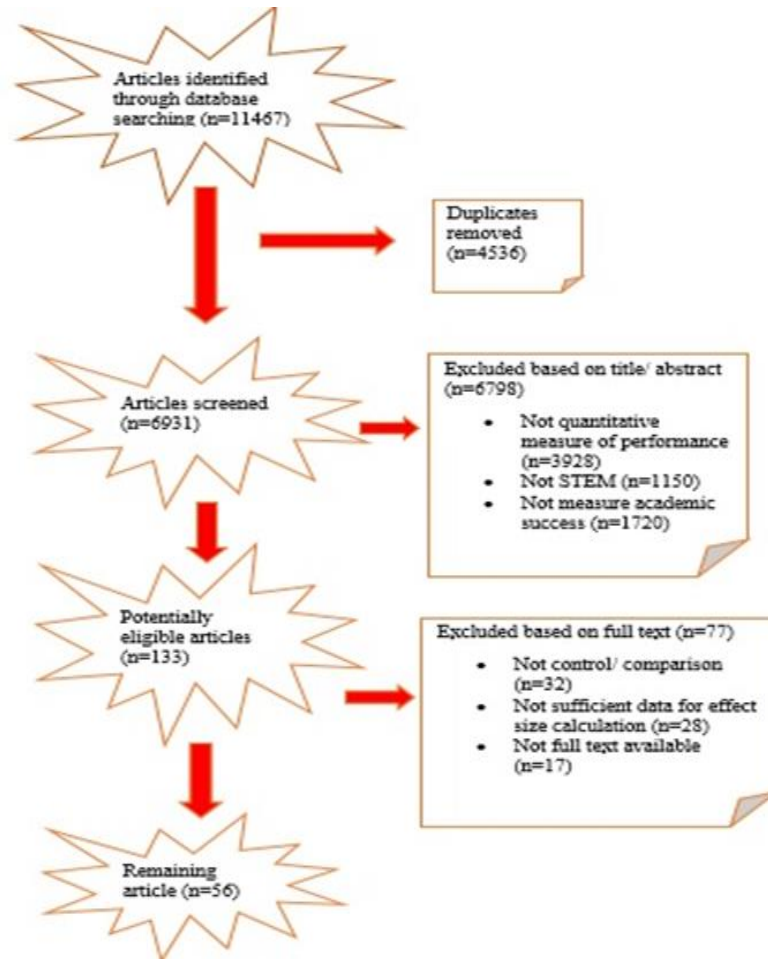 Articles identified
through database
searching (n=11467)
Duplicates
removed
(n=4536)
Articles screened
(n=6931)
Excluded based on title/ abstract
(n=6798)
• Not quantitative
measure of performance
(n=3928)
• Not STEM (n=1150)
• Not measure academic
success (n=1720)
Potentially
eligible articles
(n=133)
Excluded based on full text (n=77)
• Not control/ comparison
(n=32)
• Not sufficient data for effect
size calculation (n=28)
• Not full text available
(n=17)
Remaining
article (n=56)